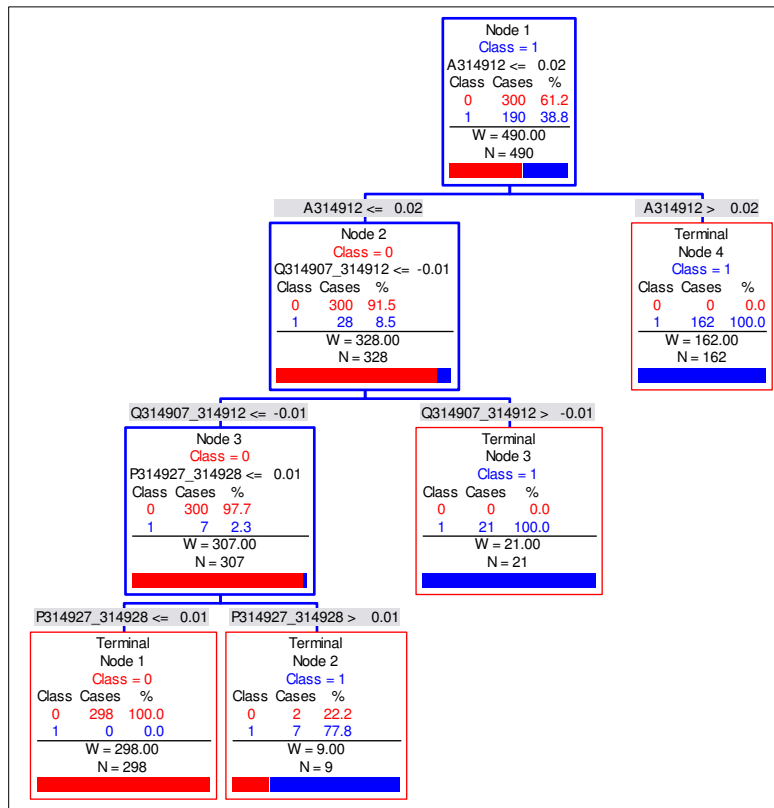 Node 1
Class = 1
A314912 <= 0.02
Class Cases %
0 300 61.2
1 190 38.8
W = 490.00
N = 490
A314912 <= 0.02
A314912 > 0.02
Node 2
Class = 0
Q314907_314912 <= -0.01
Class Cases %
0 300 91.5
1 28 8.5
W = 328.00
N = 328
Terminal
Node 4
Class = 1
Class Cases %
0 0 0.0
1 162 100.0
W = 162.00
N = 162
Q314907_314912 <= -0.01
Q314907_314912 > -0.01
Node 3
Class = 0
P314927_314928 <= 0.01
Class Cases %
0 300 97.7
1 7 2.3
W = 307.00
N = 307
Terminal
Node 3
Class = 1
Class Cases %
0 0 0.0
1 21 100.0
W = 21.00
N = 21
P314927_314928 <= 0.01
P314927_314928 > 0.01
Terminal
Node 1
Class = 0
Class Cases %
0 298 100.0
1 0 0.0
W = 298.00
N = 298
Terminal
Node 2
Class = 1
Class Cases %
0 2 22.2
1 7 77.8
W = 9.00
N = 9